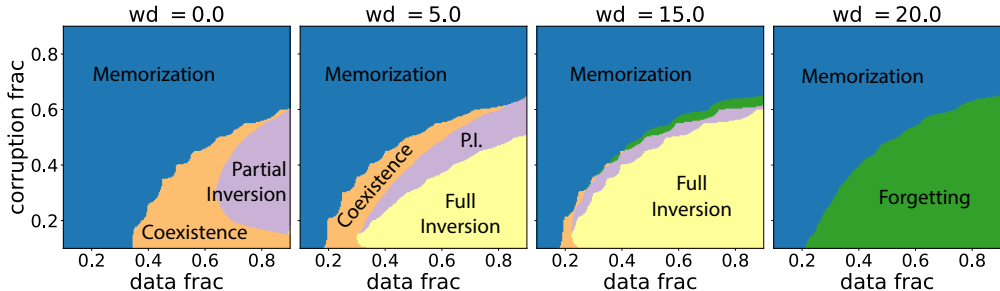 wd = 0.0
wd = 5.0
wd = 15.0
wd = 20.0
corruption frac
0.8
0.6
0.4
0.2
Memorization
Partial
Inversion
Coexistence
0.2 0.4 0.6 0.8
data frac
Memorization
P.I.
Coexistence
Full
Inversion
0.2 0.4 0.6 0.8
data frac
Memorization
Full
Inversion
0.2 0.4 0.6 0.8
data frac
Memorization
Forgetting
0.2 0.4 0.6 0.8
data frac